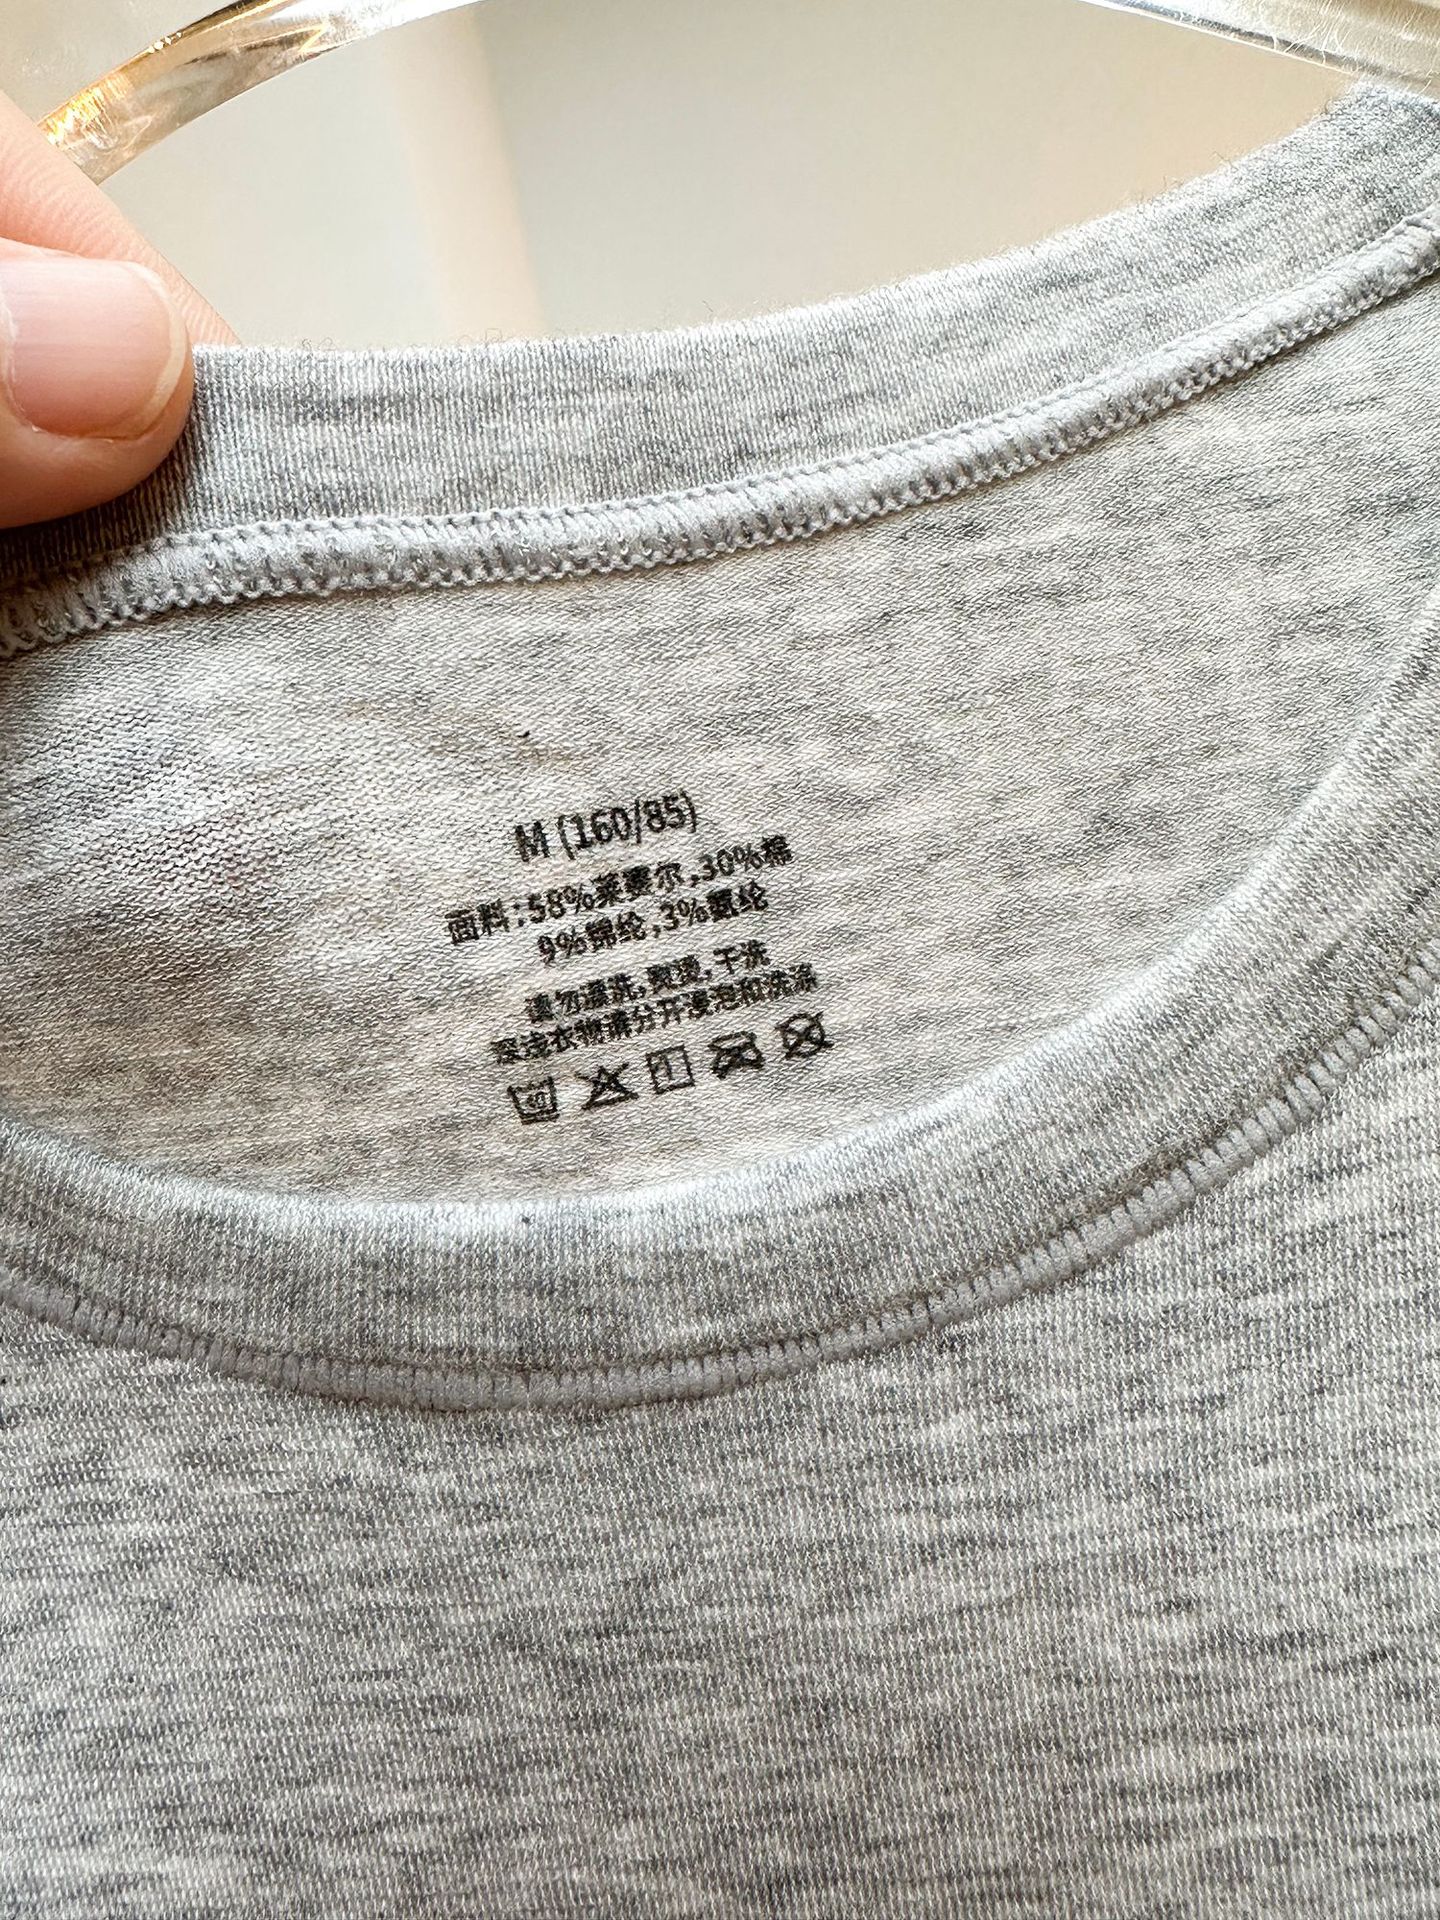 M (160/85)
面料:58%莱赛尔,30%棉
9%锦纶,3%氨纶
请勿漂洗,熨烫,干洗
深浅衣物请分开浸泡和洗涤
40